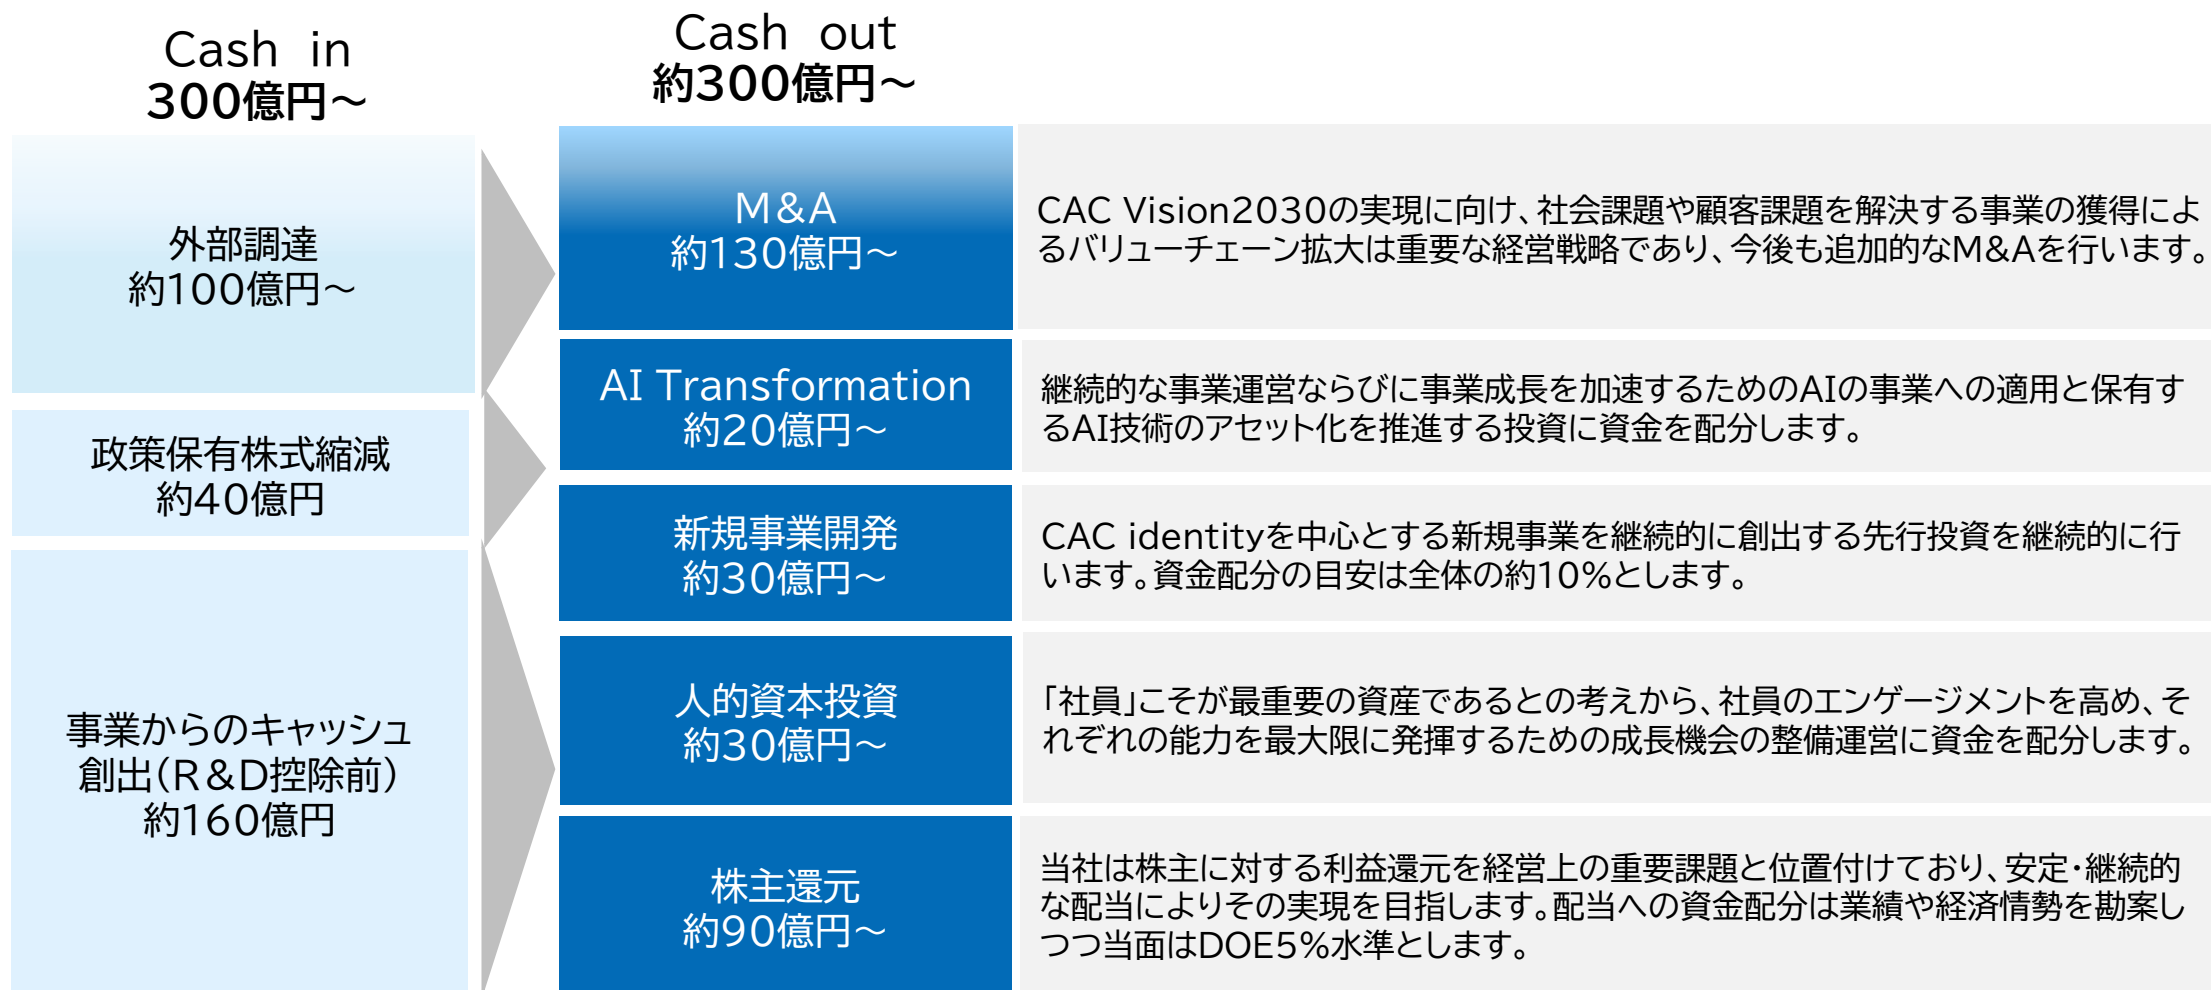 Cash in
300億円～
Cash out
約300億円～
外部調達
約100億円～
政策保有株式縮減
約40億円
事業からのキャッシュ
創出（R＆D控除前）
約160億円
M＆A
約130億円～
CAC Vision2030の実現に向け、社会課題や顧客課題を解決する事業の獲得によ
るバリューチェーン拡大は重要な経営戦略であり、今後も追加的なM&Aを行います。
AI Transformation
約20億円～
継続的な事業運営ならびに事業成長を加速するためのAIの事業への適用と保有す
るAI技術のアセット化を推進する投資に資金を配分します。
新規事業開発
約30億円～
CAC identityを中心とする新規事業を継続的に創出する先行投資を継続的に行
います。資金配分の目安は全体の約10%とします。
人的資本投資
約30億円～
「社員」こそが最重要の資産であるとの考えから、社員のエンゲージメントを高め、そ
れぞれの能力を最大限に発揮するための成長機会の整備運営に資金を配分します。
株主還元
約90億円～
当社は株主に対する利益還元を経営上の重要課題と位置付けており、安定・継続的
な配当によりその実現を目指します。配当への資金配分は業績や経済情勢を勘案し
つつ当面はDOE5%水準とします。